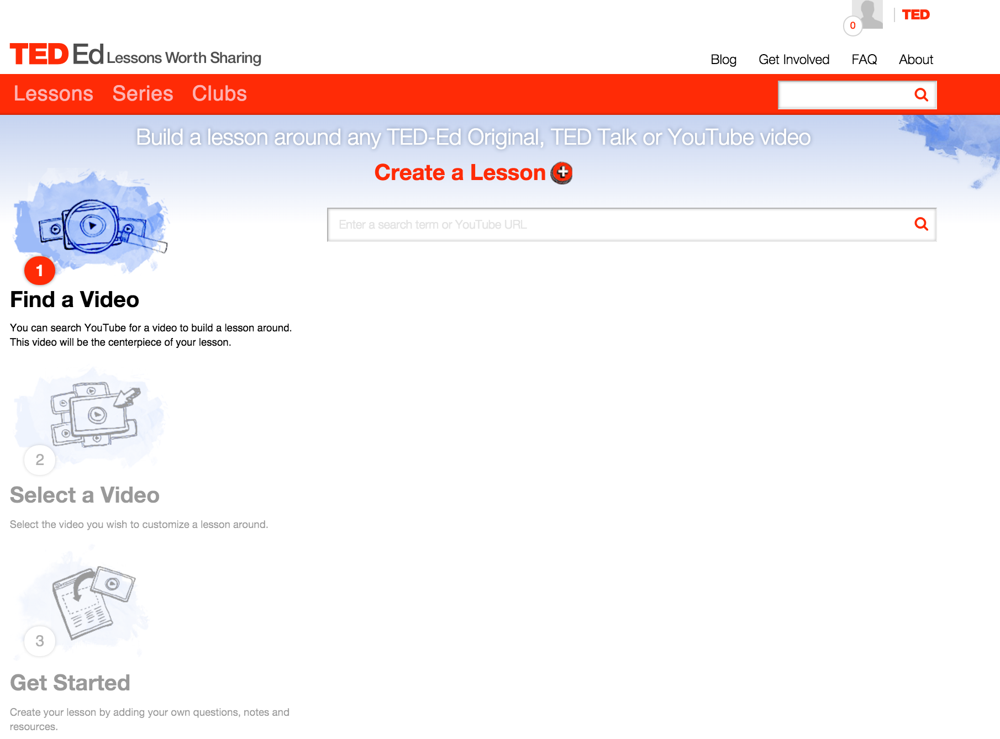 0
TED
TED Ed Lessons Worth Sharing
Blog Get Involved FAQ About
Lessons Series Clubs
Build a lesson around any TED-Ed Original, TED Talk or YouTube video
Create a Lesson
Enter a search term or YouTube URL
1
Find a Video
You can search YouTube for a video to build a lesson around.
This video will be the centerpiece of your lesson.
2
Select a Video
Select the video you wish to customize a lesson around.
3
Get Started
Create your lesson by adding your own questions, notes and
resources.